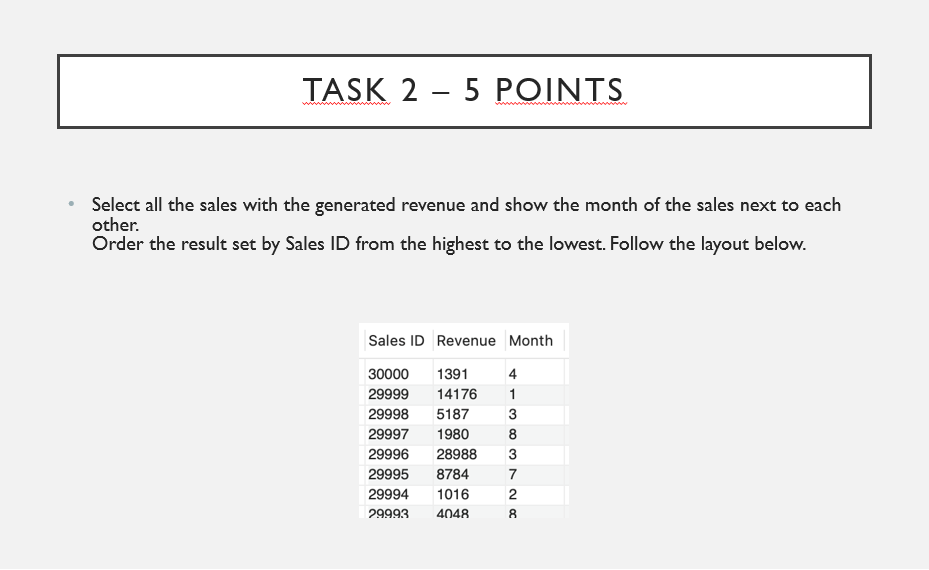 TASK 2 – 5 POINTS
• Select all the sales with the generated revenue and show the month of the sales next to each
other.
Order the result set by Sales ID from the highest to the lowest. Follow the layout below.
Sales ID Revenue Month
30000 1391 4
29999 14176 1
29998 5187 3
29997 1980 8
29996 28988 3
29995 8784 7
29994 1016 2
29993 4048 8